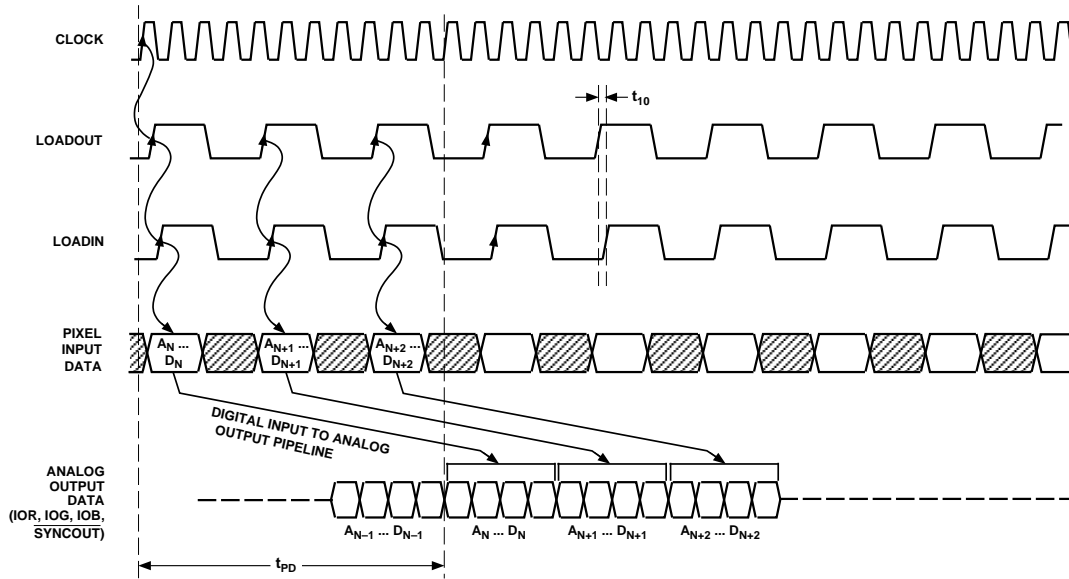 CLOCK
t10
LOADOUT
LOADIN
PIXEL
INPUT
DATA
AN ...
DN
AN+1 ...
DN+1
AN+2 ...
DN+2
DIGITAL INPUT TO ANALOG
OUTPUT PIPELINE
ANALOG
OUTPUT
DATA
(IOR, IOG, IOB,
SYNCOUT)
AN–1 ... DN–1
AN ... DN
AN+1 ... DN+1
AN+2 ... DN+2
tPD